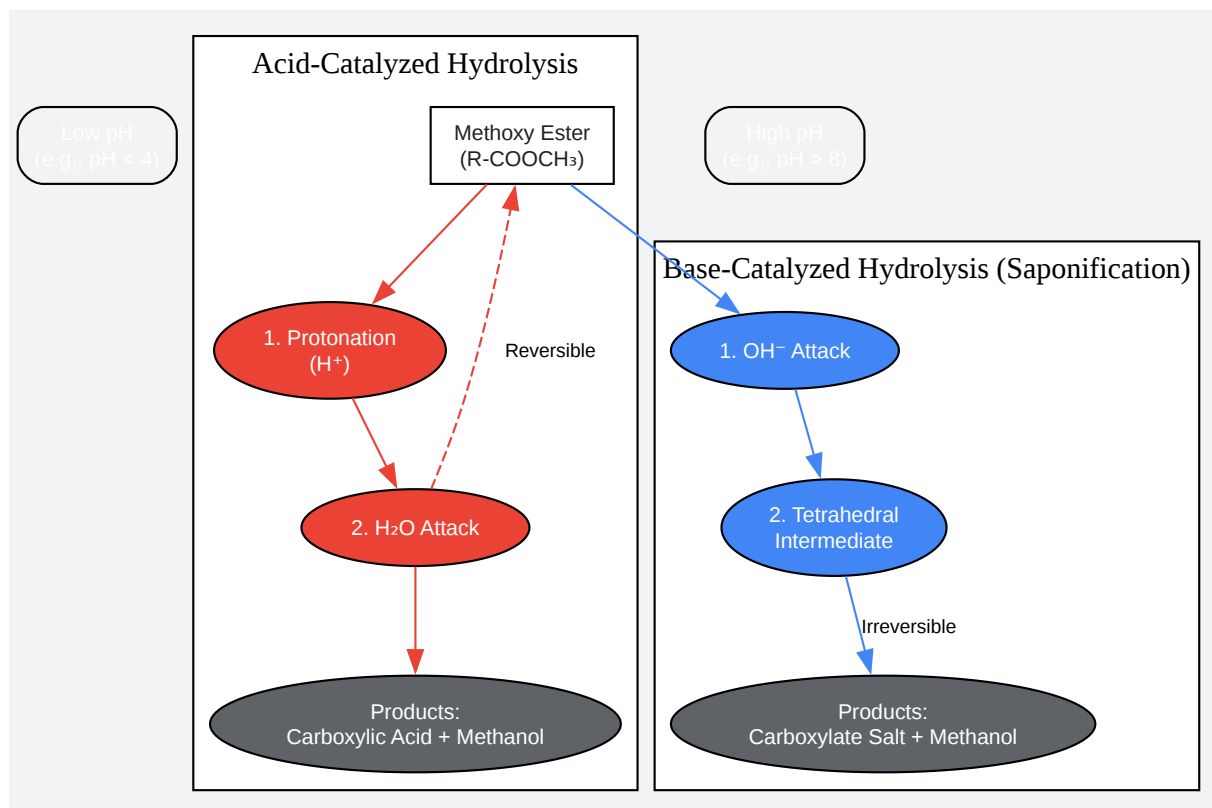 Acid-Catalyzed Hydrolysis
Low pH
(e.g., pH < 4)
Methoxy Ester
(R-COOCH₃)
High pH
(e.g., pH > 8)
Base-Catalyzed Hydrolysis (Saponification)
1. Protonation
(H⁺)
Reversible
1. OH⁻ Attack
2. H₂O Attack
2. Tetrahedral
Intermediate
Irreversible
Products:
Carboxylic Acid + Methanol
Products:
Carboxylate Salt + Methanol